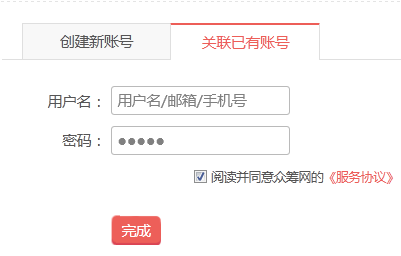 创建新账号 关联已有账号
用户名： 用户名/邮箱/手机号
密码： ●●●●●
阅读并同意众筹网的《服务协议》
完成